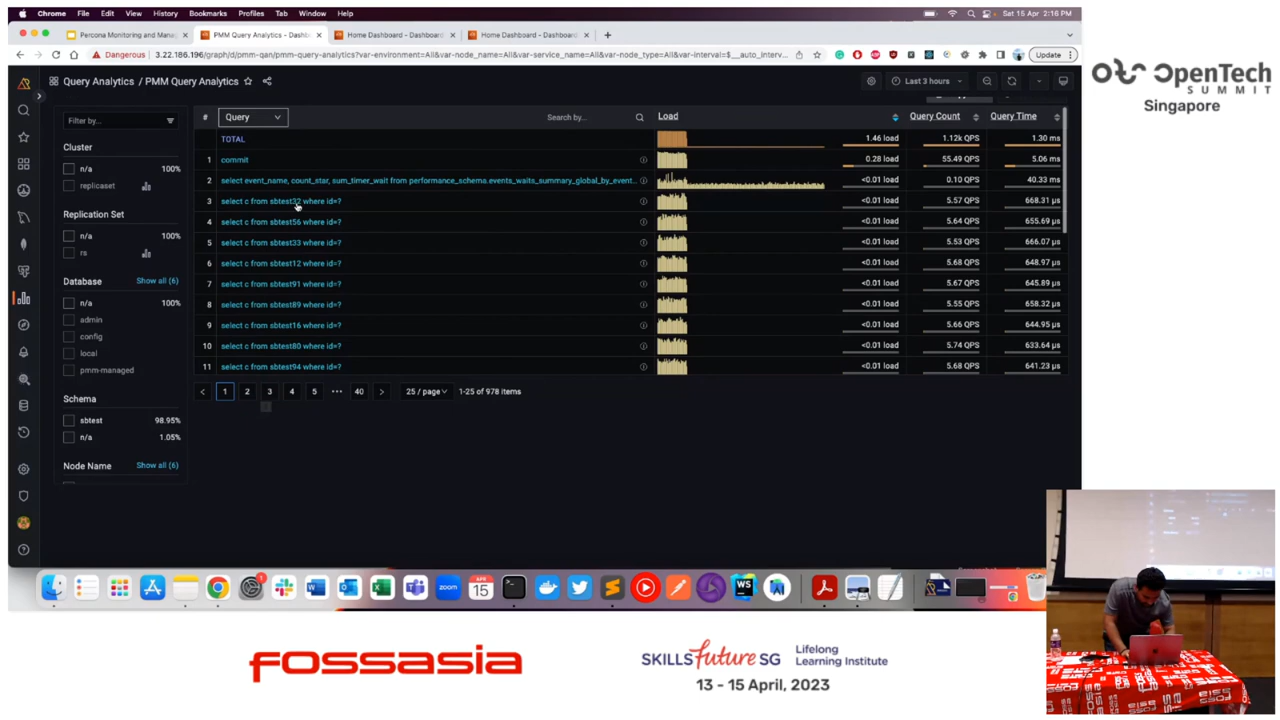 Chrome File Edit View History Bookmarks Profiles Tab Window Help
Sat 15 Apr 2:16 PM
Percona Monitoring and Mana
PMM Query Analytics - Dashb
Home Dashboard - Dashboard
Home Dashboard - Dashboard
Dangerous 3.22.186.196/graph/d/pmm-qan/pmm-query-analytics?var-environment=All&var-node_name=All&var-service_name=All&var-node_type=All&var-interval=$__auto_interv...
Update
Query Analytics / PMM Query Analytics
Last 3 hours
Filter by...
Cluster
n/a 100%
replicaset
Replication Set
n/a 100%
rs
Database Show all (6)
n/a 100%
admin
config
local
pmm-managed
Schema
sbtest 98.95%
n/a 1.05%
Node Name Show all (6)
# Query Search by... Load Query Count Query Time
TOTAL 1.46 load 1.12k QPS 1.30 ms
1 commit 0.28 load 55.49 QPS 5.06 ms
2 select event_name, count_star, sum_timer_wait from performance_schema.events_waits_summary_global_by_event... <0.01 load 0.10 QPS 40.33 ms
3 select c from sbtest32 where id=? <0.01 load 5.57 QPS 668.31 µs
4 select c from sbtest56 where id=? <0.01 load 5.64 QPS 655.69 µs
5 select c from sbtest33 where id=? <0.01 load 5.53 QPS 666.07 µs
6 select c from sbtest12 where id=? <0.01 load 5.68 QPS 648.97 µs
7 select c from sbtest91 where id=? <0.01 load 5.67 QPS 645.89 µs
8 select c from sbtest89 where id=? <0.01 load 5.55 QPS 658.32 µs
9 select c from sbtest16 where id=? <0.01 load 5.66 QPS 644.95 µs
10 select c from sbtest80 where id=? <0.01 load 5.74 QPS 633.64 µs
11 select c from sbtest94 where id=? <0.01 load 5.68 QPS 641.23 µs
1 2 3 4 5 ••• 40 25 / page 1-25 of 978 items
APR
15
zoom
WS
OTS OpenTech
SUMMIT
Singapore
FOSSASIA
SKILLSfuture SG
Lifelong
Learning Institute
13 - 15 April, 2023